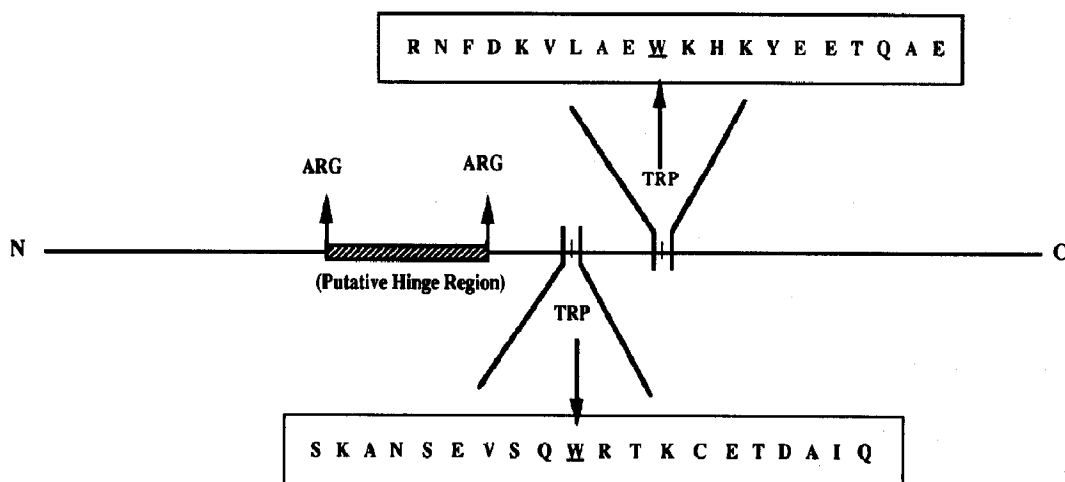 R N F D K V L A E W K H K Y E E T Q A E
ARG
ARG
TRP
N
C
(Putative Hinge Region)
TRP
S K A N S E V S Q W R T K C E T D A I Q